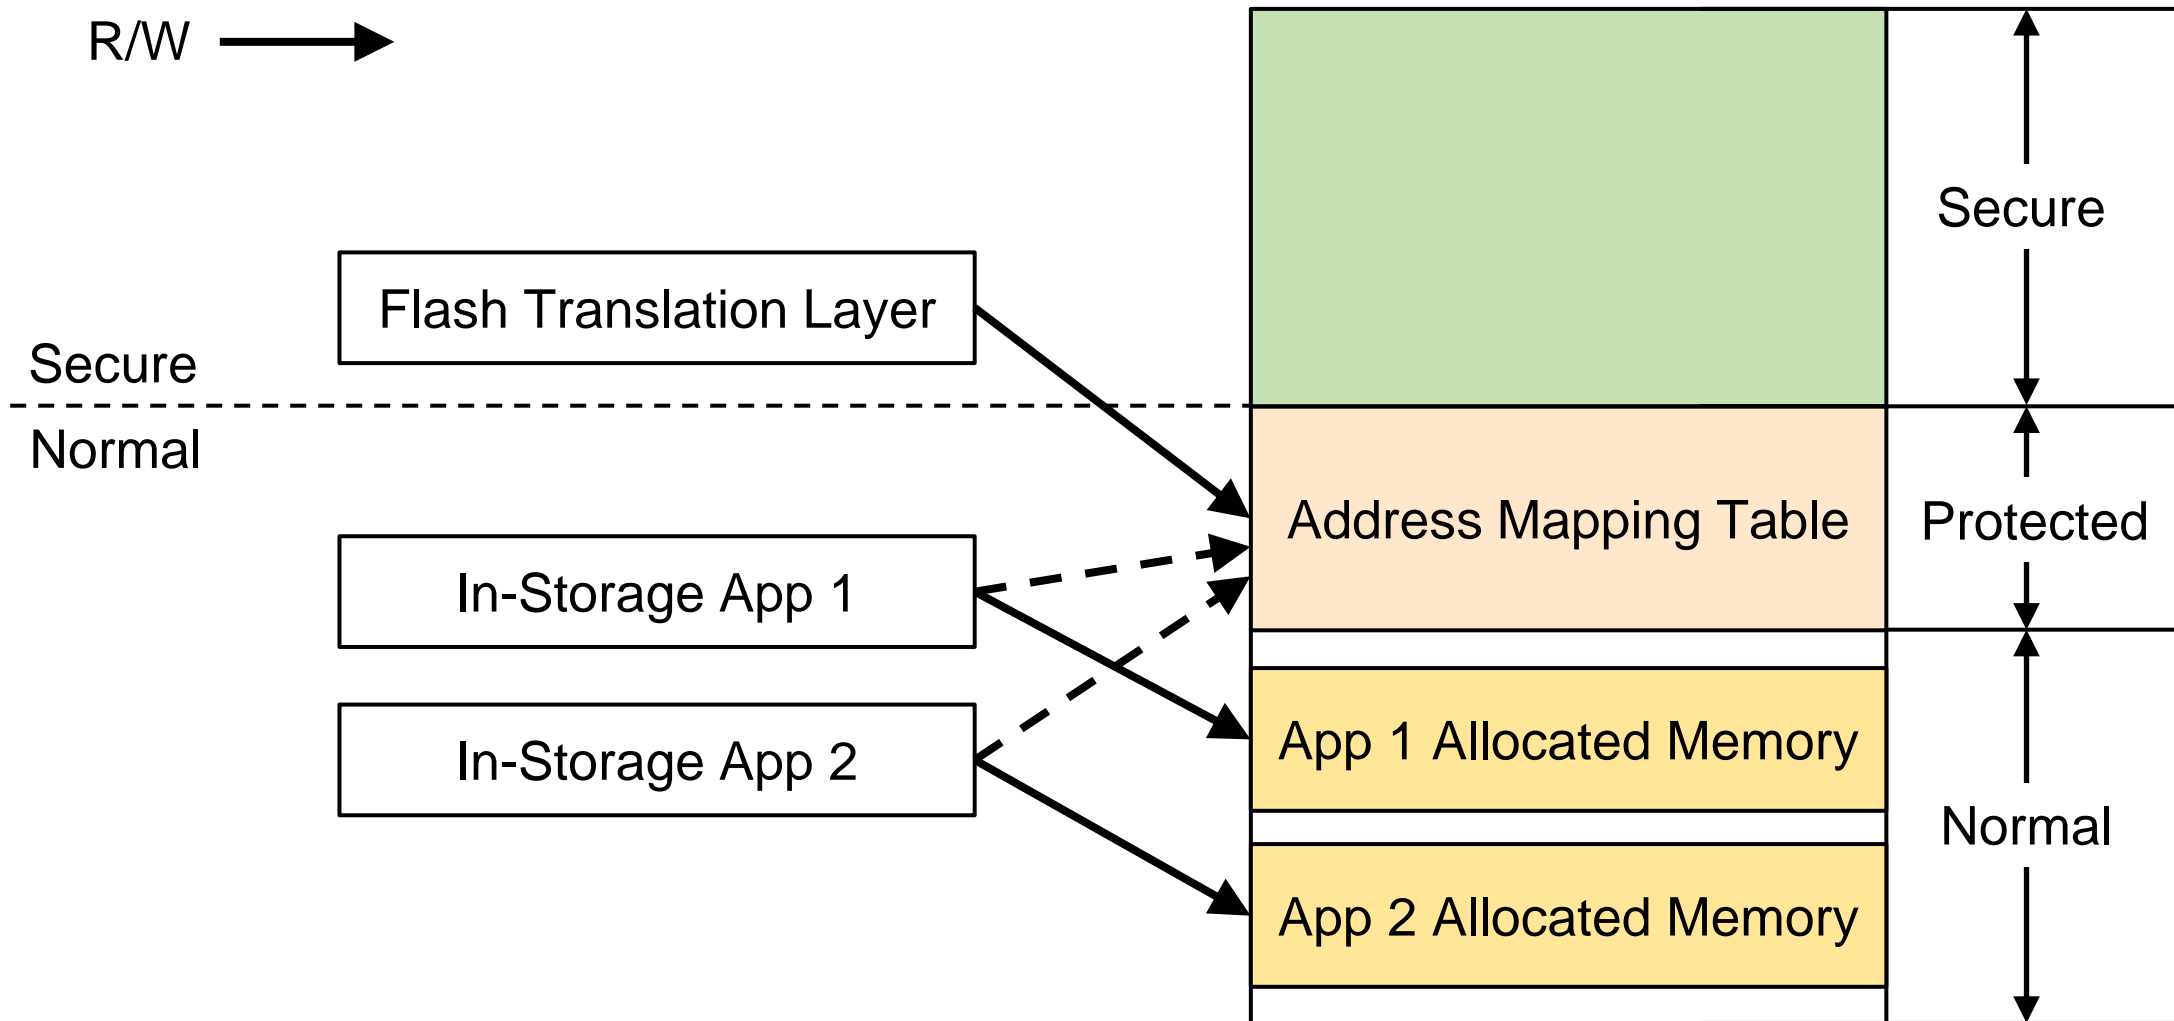 R/W
Secure
Flash Translation Layer
Secure
Normal
Address Mapping Table
Protected
In-Storage App 1
App 1 Allocated Memory
In-Storage App 2
Normal
App 2 Allocated Memory